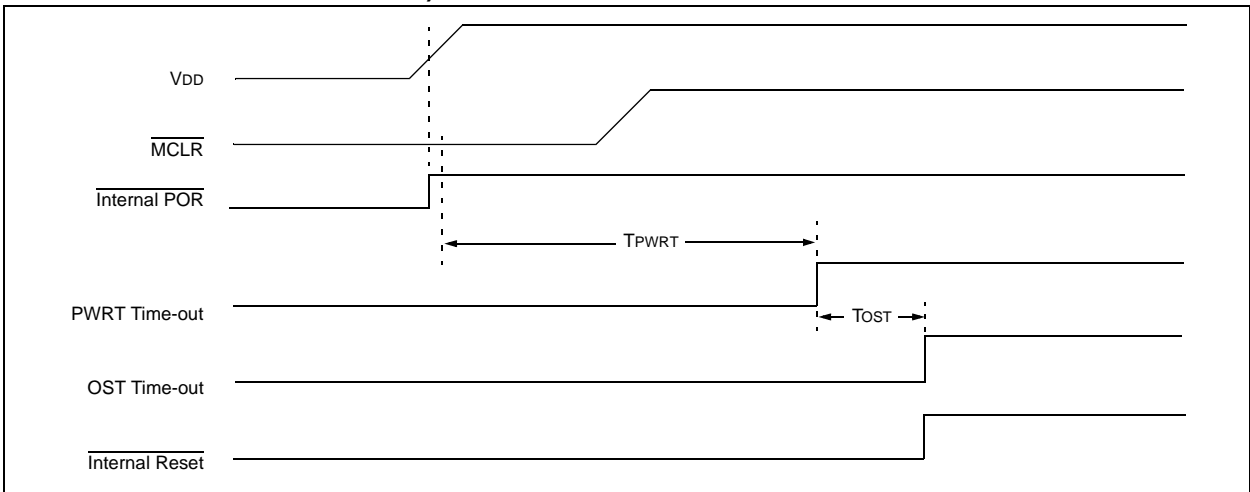 VDD
MCLR
Internal POR
TPWRT
PWRT Time-out
TOST
OST Time-out
Internal Reset